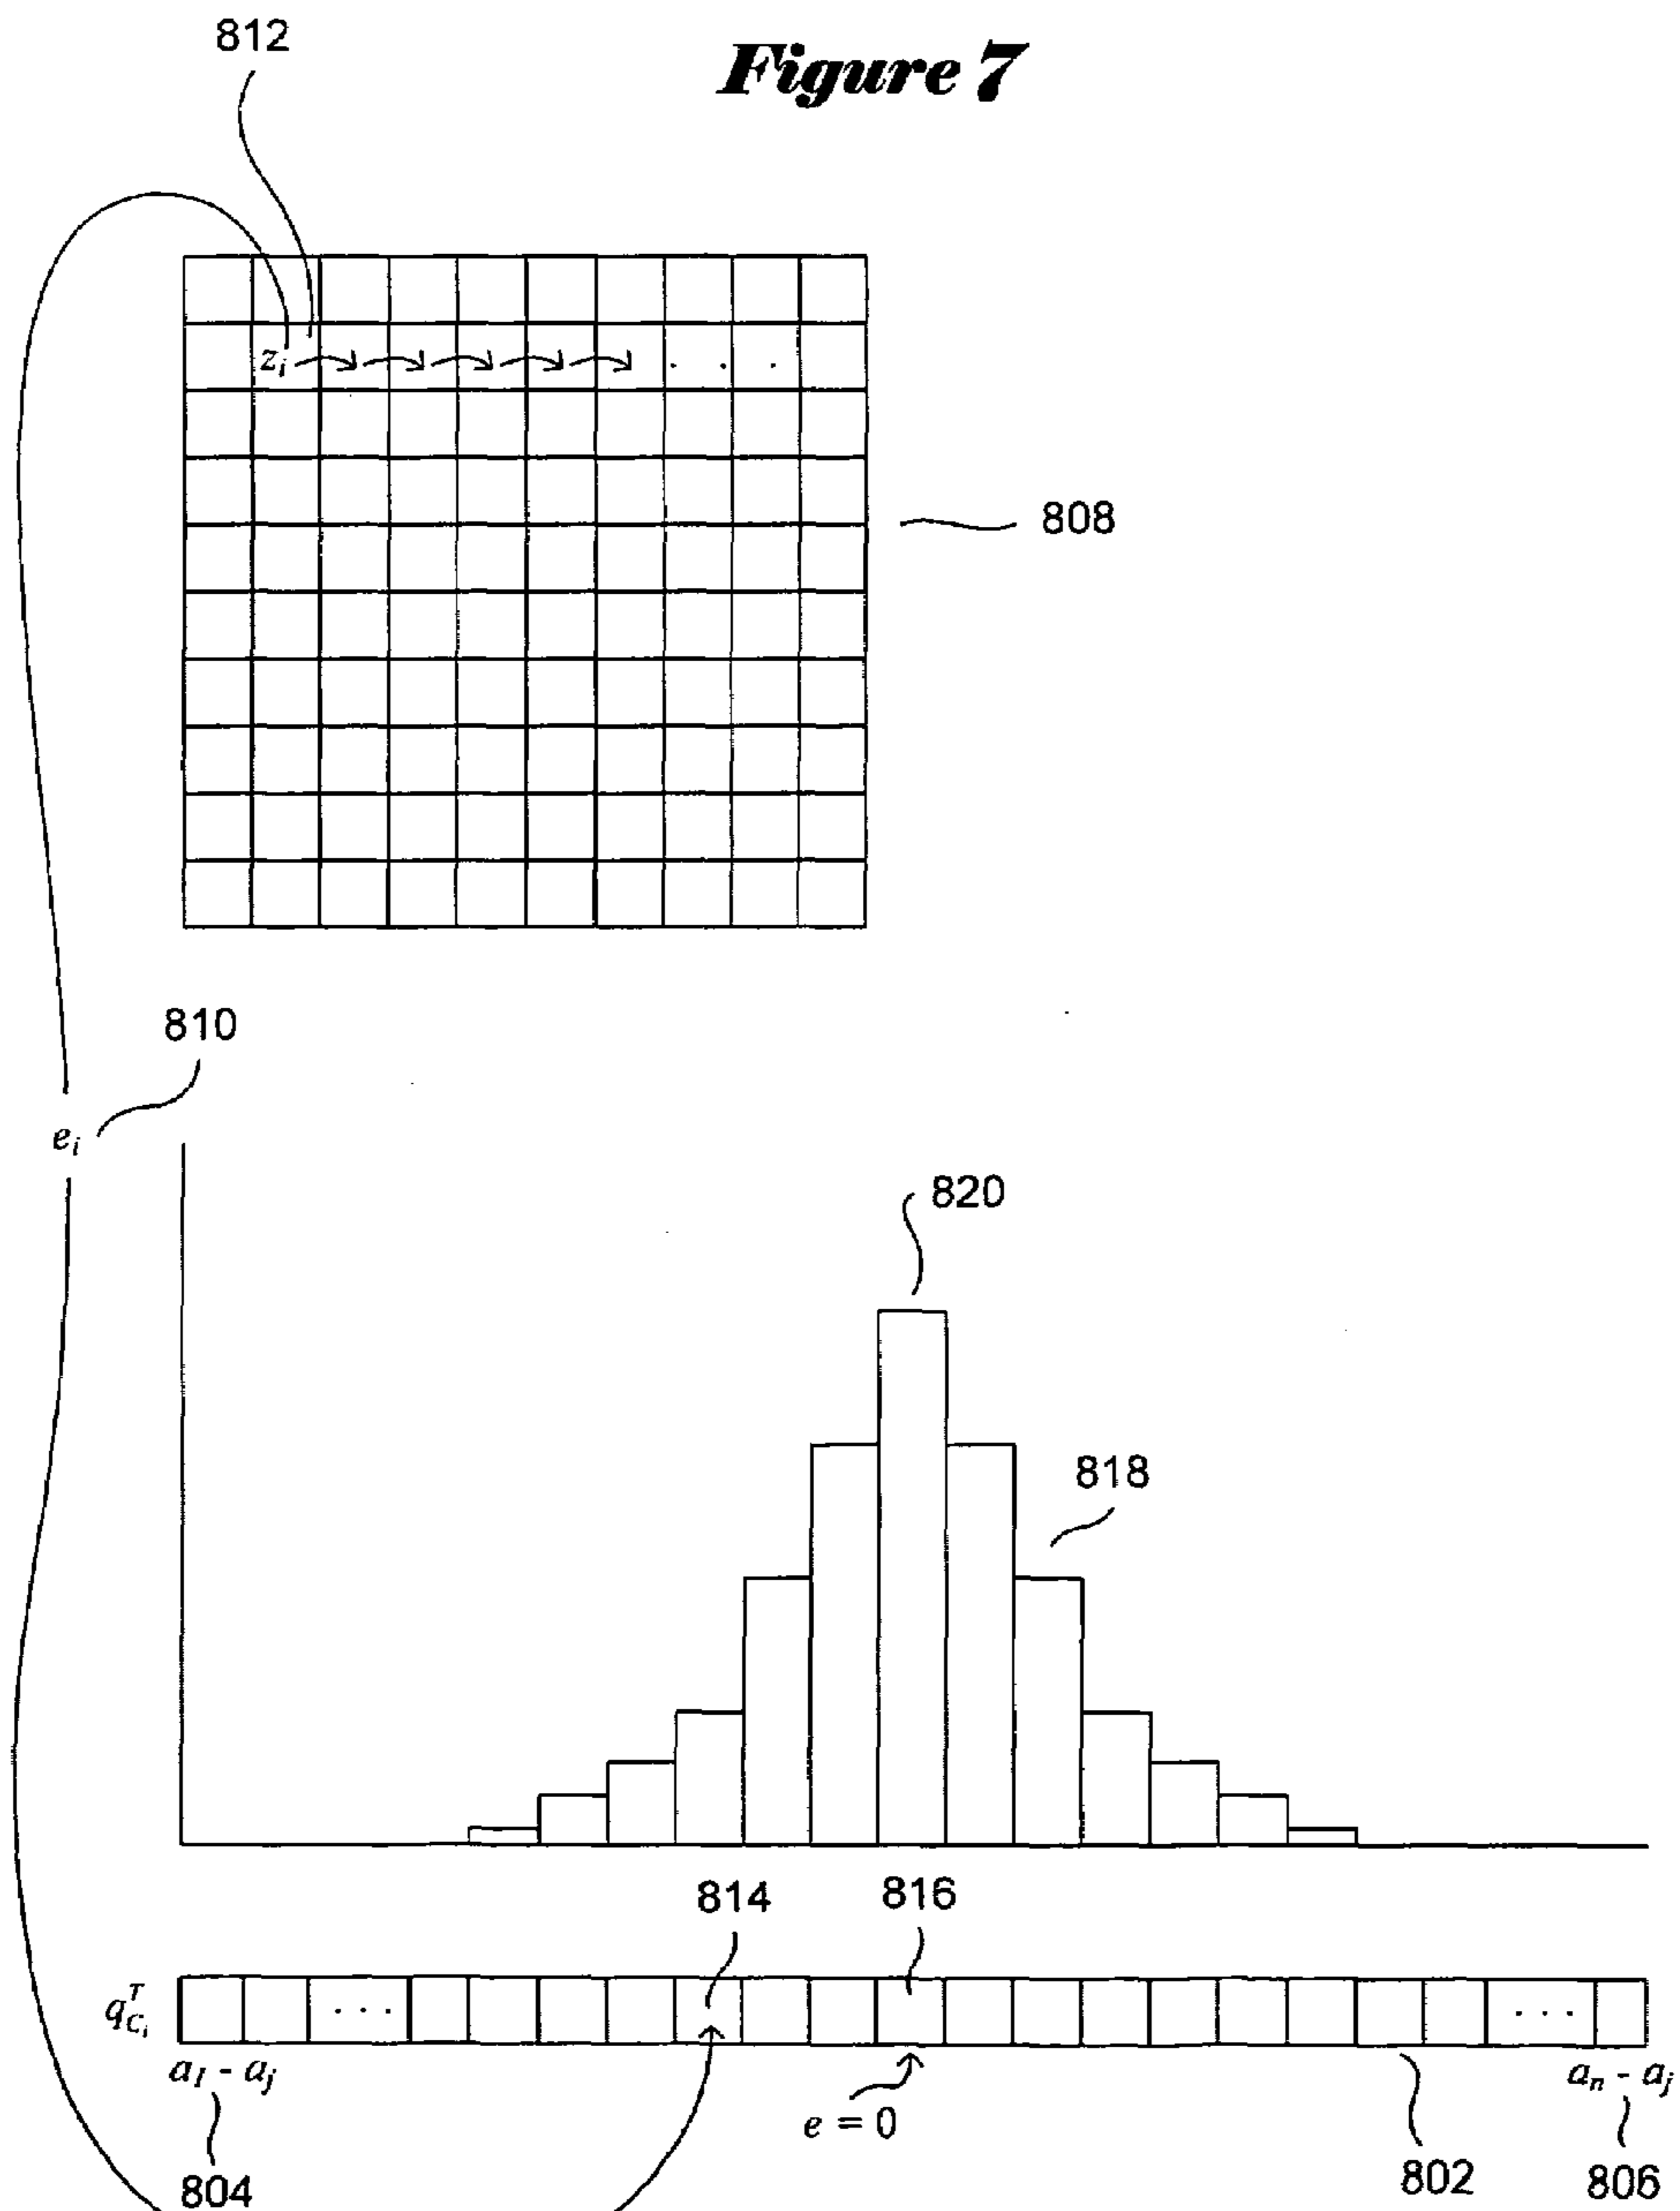 812
Figure 7
z_i . . .
808
810
e_i
820
818
814
816
q^T_{C_i} · · · · · ·
a_1 - a_j
a_n - a_j
e = 0
804
802
806